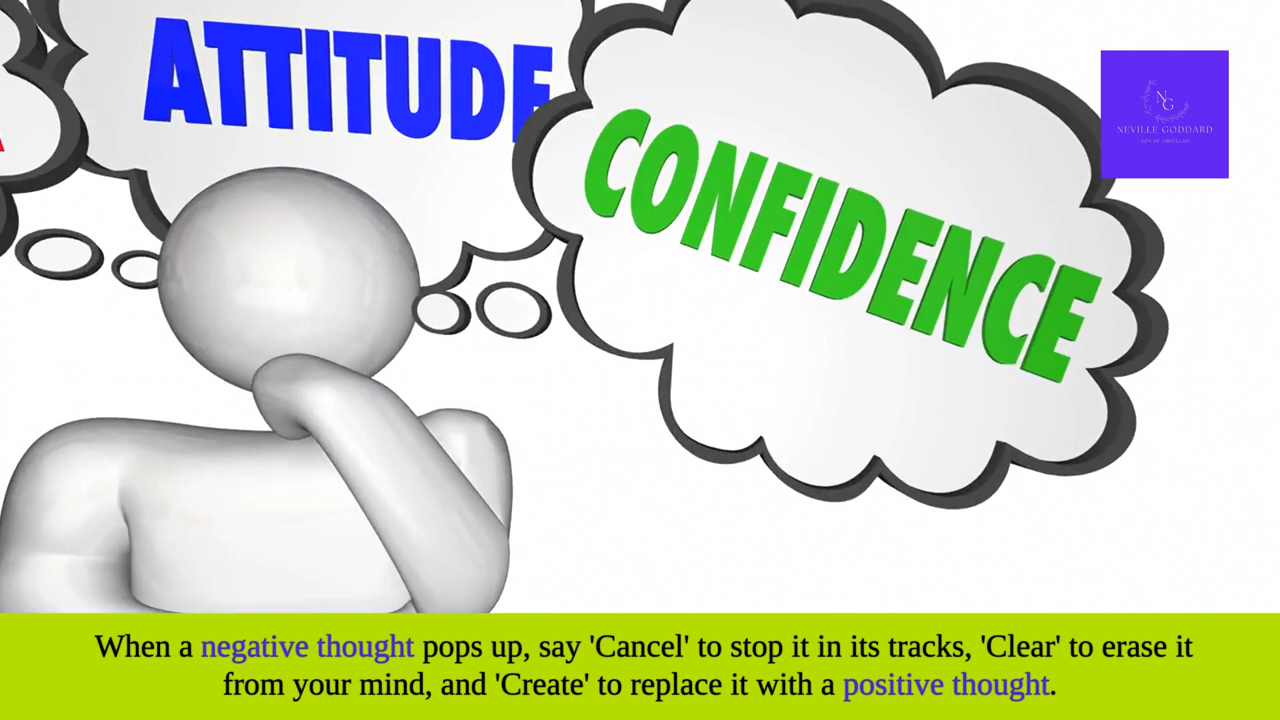 ATTITUDE
CONFIDENCE
NG
NEVILLE GODDARD
When a negative thought pops up, say 'Cancel' to stop it in its tracks, 'Clear' to erase it
from your mind, and 'Create' to replace it with a positive thought.